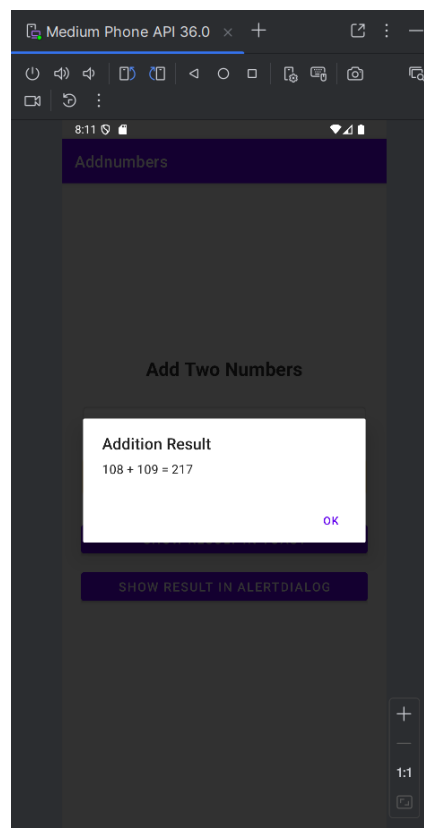 Medium Phone API 36.0
8:11
Addnumbers
Add Two Numbers
Addition Result
108 + 109 = 217
OK
SHOW RESULT IN ALERTDIALOG
1:1